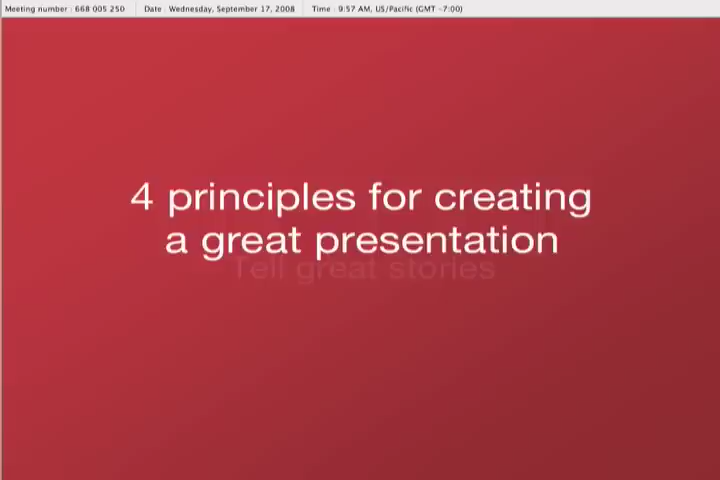 Meeting number : 668 005 250 Date : Wednesday, September 17, 2008 Time : 9:57 AM, US/Pacific (GMT -7:00)
4 principles for creating
a great presentation
Tell great stories